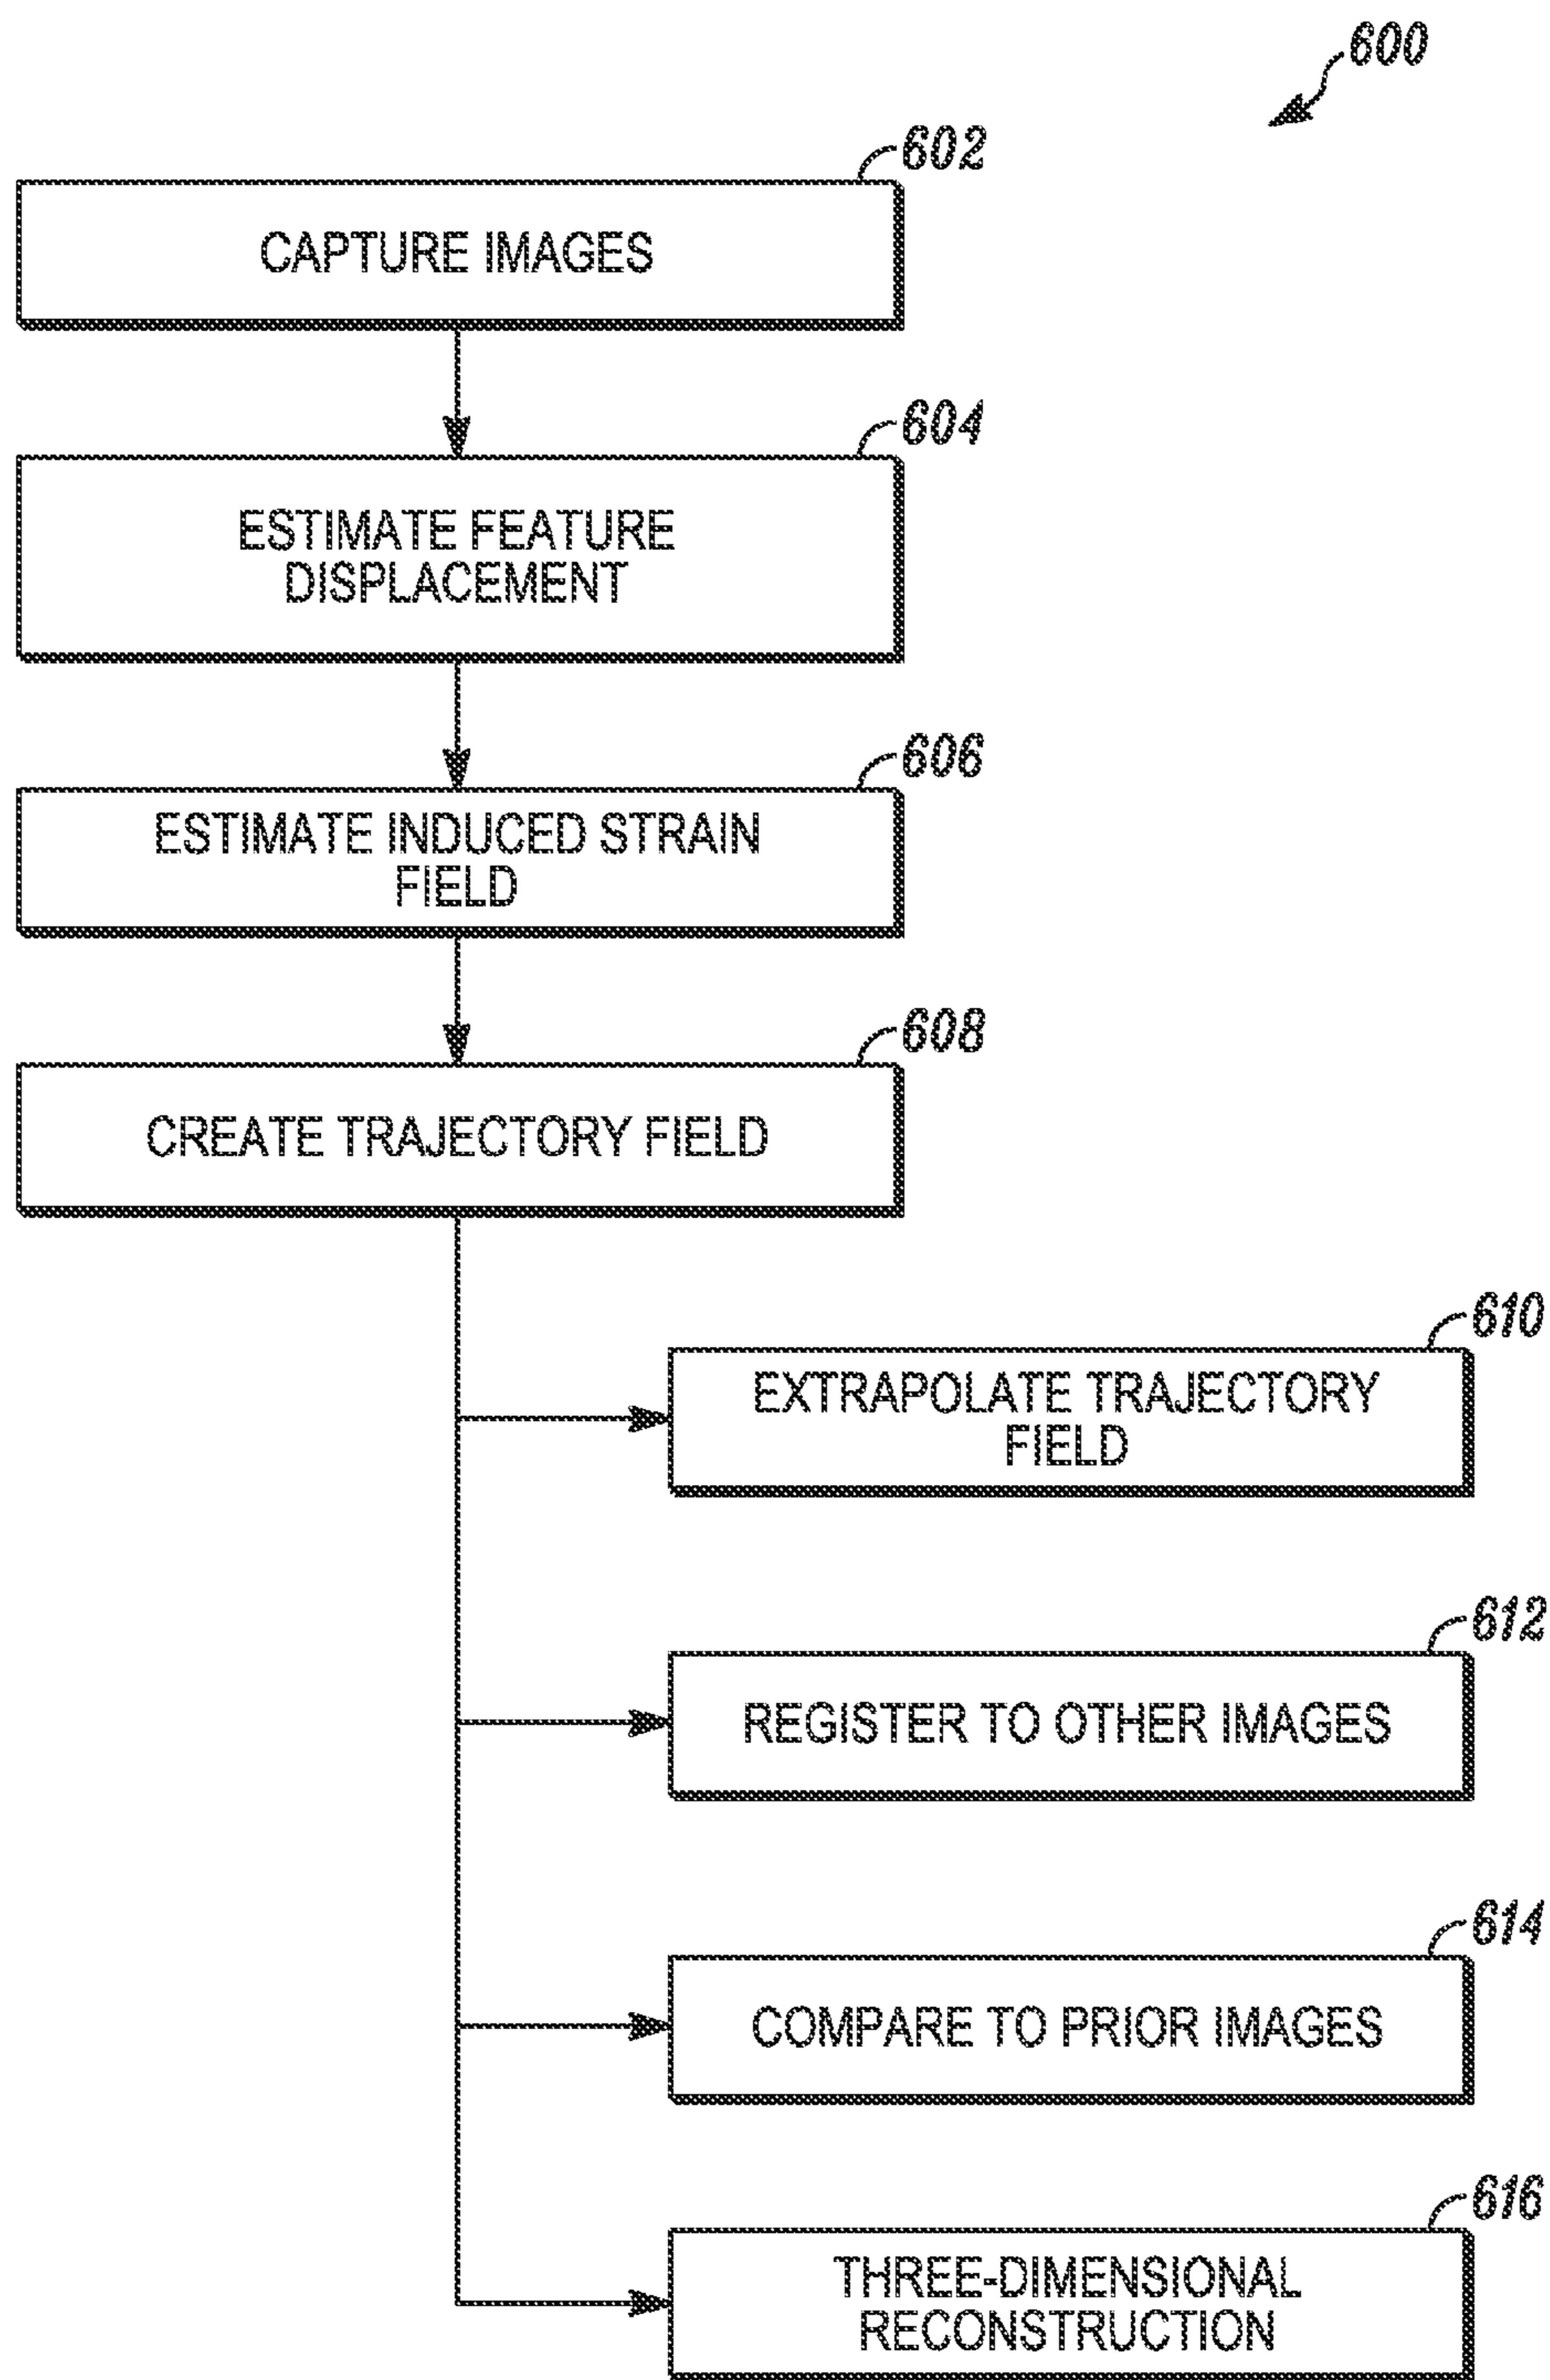 600
602
CAPTURE IMAGES
604
ESTIMATE FEATURE
DISPLACEMENT
606
ESTIMATE INDUCED STRAIN
FIELD
608
CREATE TRAJECTORY FIELD
610
EXTRAPOLATE TRAJECTORY
FIELD
612
REGISTER TO OTHER IMAGES
614
COMPARE TO PRIOR IMAGES
616
THREE-DIMENSIONAL
RECONSTRUCTION